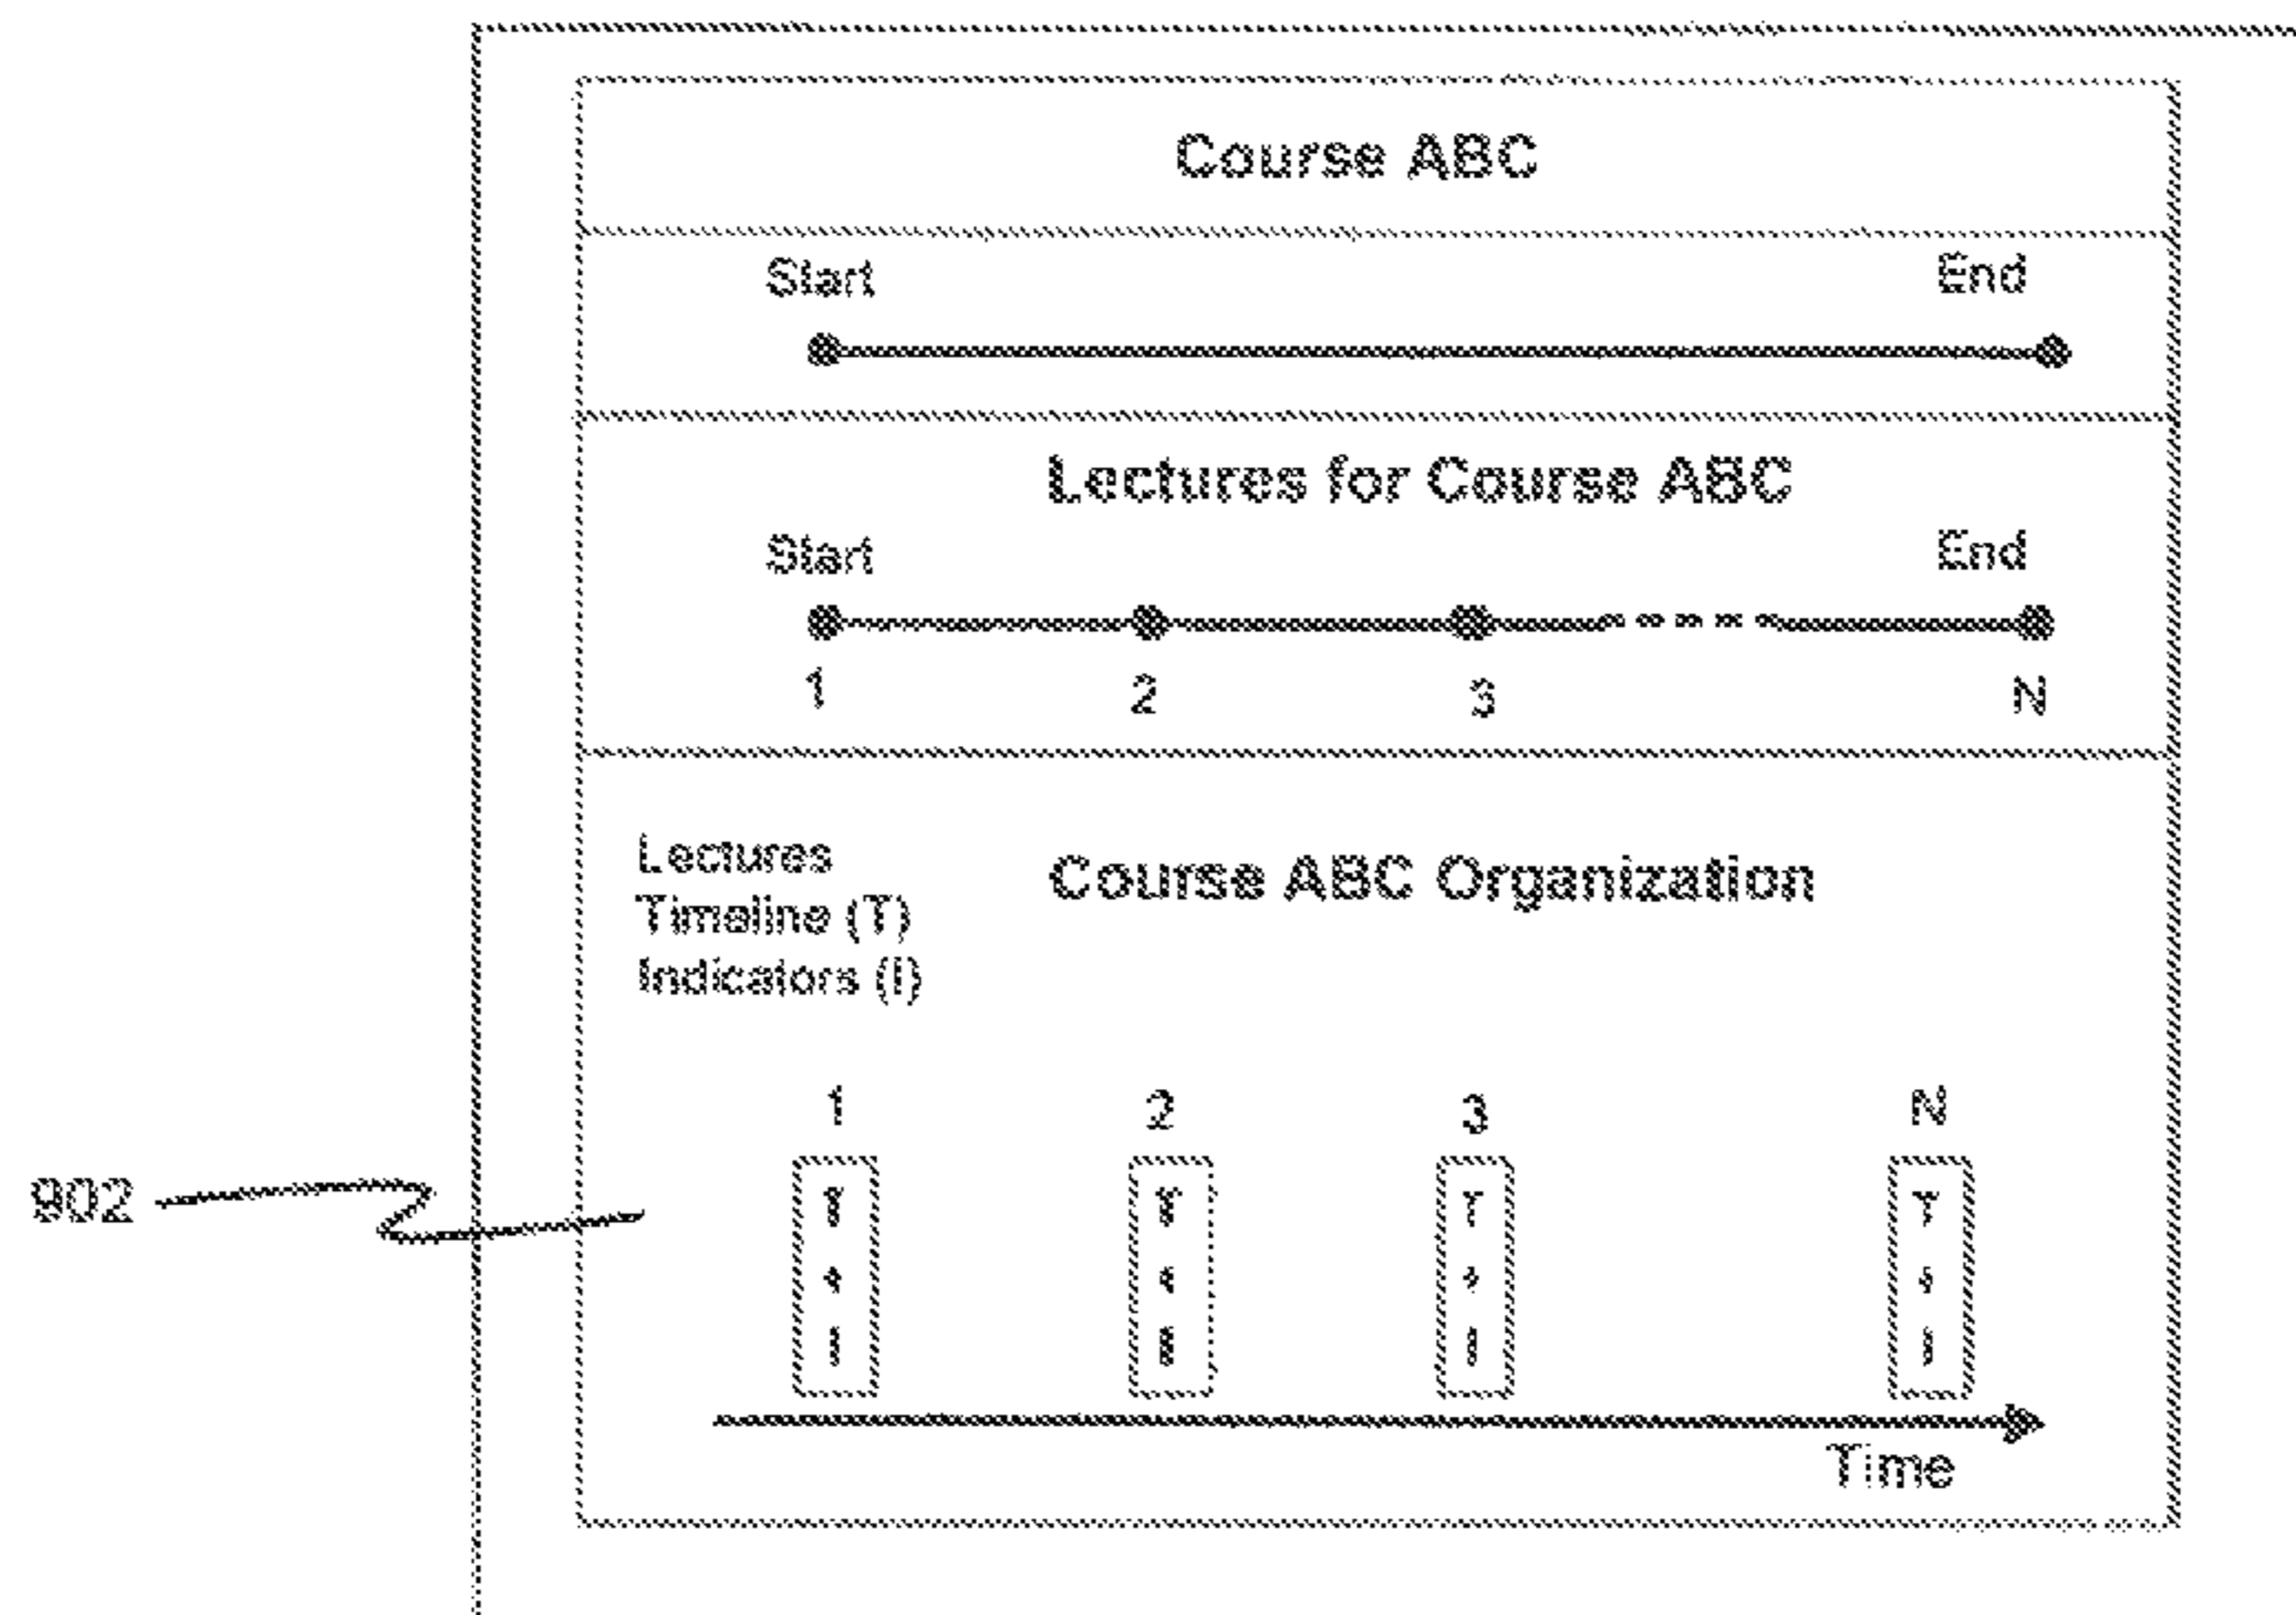 Course ABC
Start End
Lectures for Course ABC
Start End
1 2 3 N
Lectures
Timeline (T)
Indicators (I)
Course ABC Organization
1 2 3 N
902
T T
Time